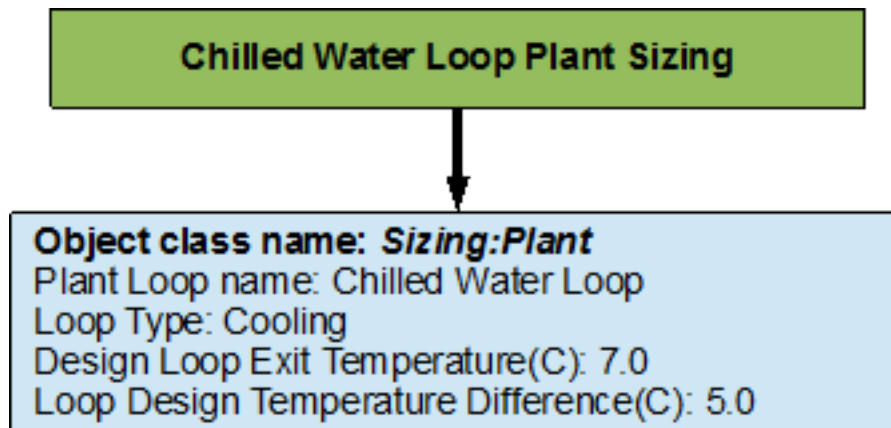 Chilled Water Loop Plant Sizing
Object class name: Sizing:Plant
Plant Loop name: Chilled Water Loop
Loop Type: Cooling
Design Loop Exit Temperature(C): 7.0
Loop Design Temperature Difference(C): 5.0